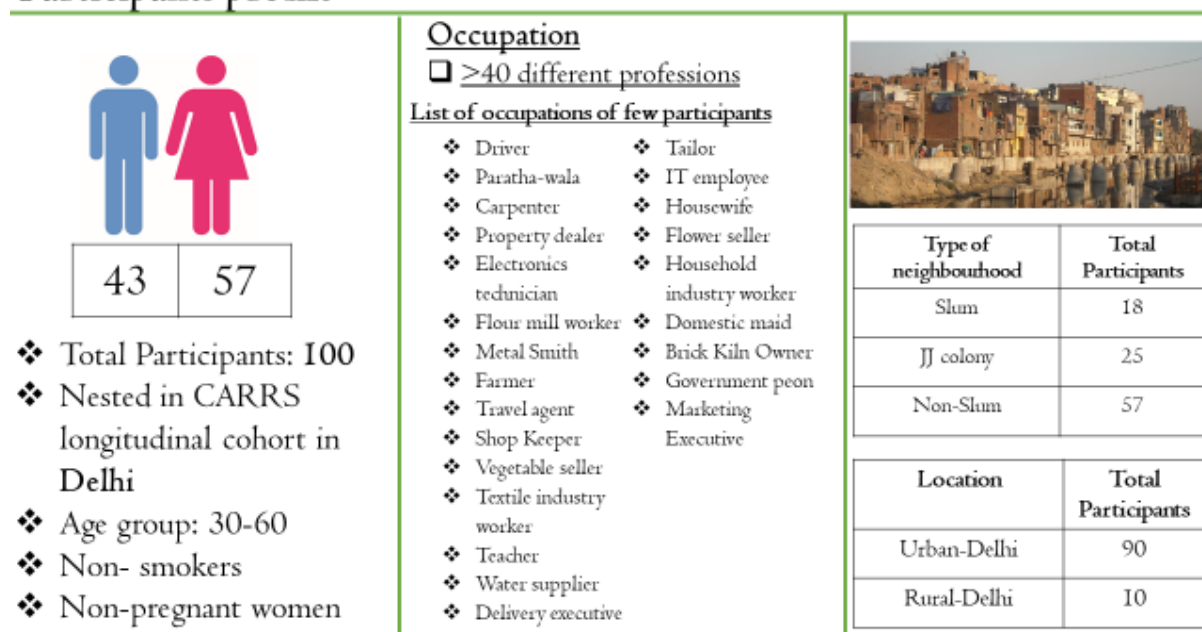 43 57
❖ Total Participants: 100
❖ Nested in CARRS
longitudinal cohort in
Delhi
❖ Age group: 30-60
❖ Non- smokers
❖ Non-pregnant women
Occupation
❑ >40 different professions
List of occupations of few participants
❖ Driver
❖ Paratha-wala
❖ Carpenter
❖ Property dealer
❖ Electronics
technician
❖ Flour mill worker
❖ Metal Smith
❖ Farmer
❖ Travel agent
❖ Shop Keeper
❖ Vegetable seller
❖ Textile industry
worker
❖ Teacher
❖ Water supplier
❖ Delivery executive
❖ Tailor
❖ IT employee
❖ Housewife
❖ Flower seller
❖ Household
industry worker
❖ Domestic maid
❖ Brick Kiln Owner
❖ Government peon
❖ Marketing
Executive
Type of neighbourhood Total Participants
Slum 18
JJ colony 25
Non-Slum 57
Location Total Participants
Urban-Delhi 90
Rural-Delhi 10